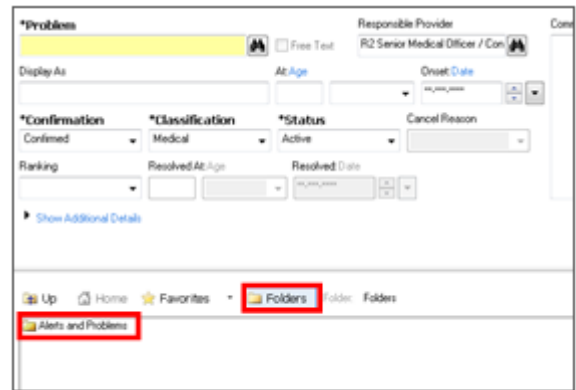 *Problem Responsible Provider Com
Free Text R2 Senior Medical Officer / Con
Display As At: Age Onset: Date
**-***-****
*Confirmation *Classification *Status Cancel Reason
Confirmed Medical Active
Ranking Resolved At: Age Resolved: Date
**-***-****
Show Additional Details
Up Home Favorites Folders Folder: Folders
Alerts and Problems